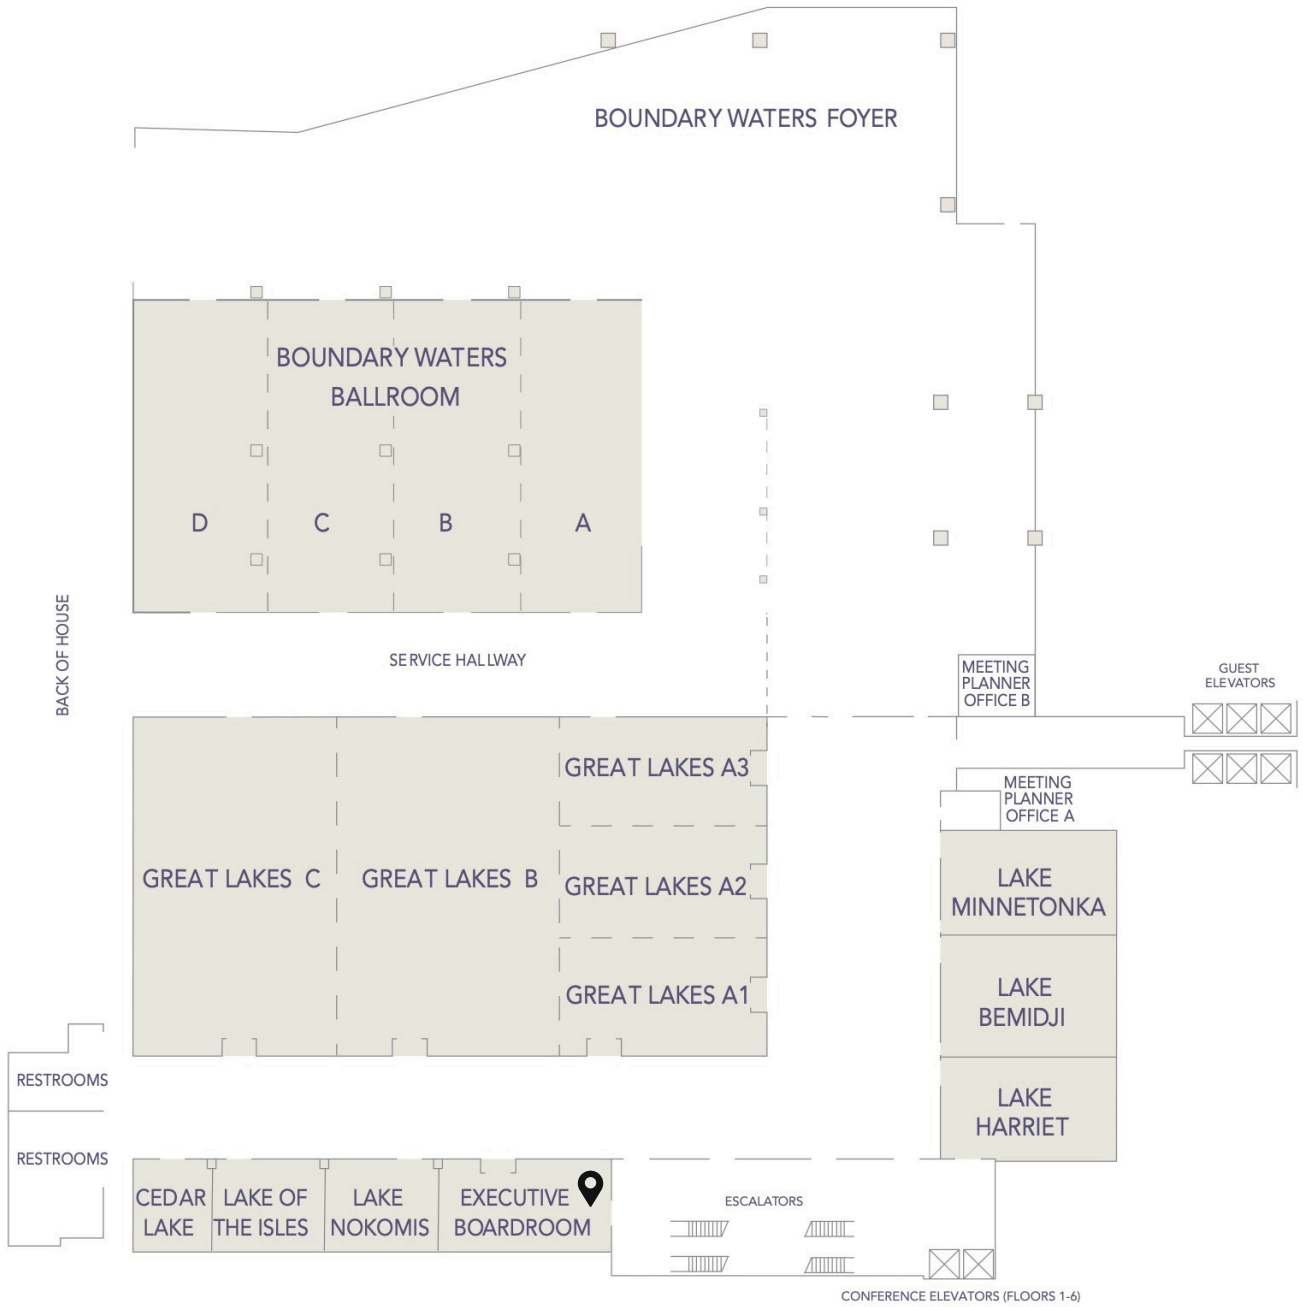 BOUNDARY WATERS FOYER
BOUNDARY WATERS
BALLROOM
D
C
B
A
BACK OF HOUSE
SERVICE HALLWAY
MEETING
PLANNER
OFFICE B
GUEST
ELEVATORS
GREAT LAKES A3
MEETING
PLANNER
OFFICE A
GREAT LAKES C
GREAT LAKES B
GREAT LAKES A2
LAKE
MINNETONKA
GREAT LAKES A1
LAKE
BEMIDJI
RESTROOMS
LAKE
HARRIET
RESTROOMS
CEDAR
LAKE
LAKE OF
THE ISLES
LAKE
NOKOMIS
EXECUTIVE
BOARDROOM
ESCALATORS
CONFERENCE ELEVATORS (FLOORS 1-6)